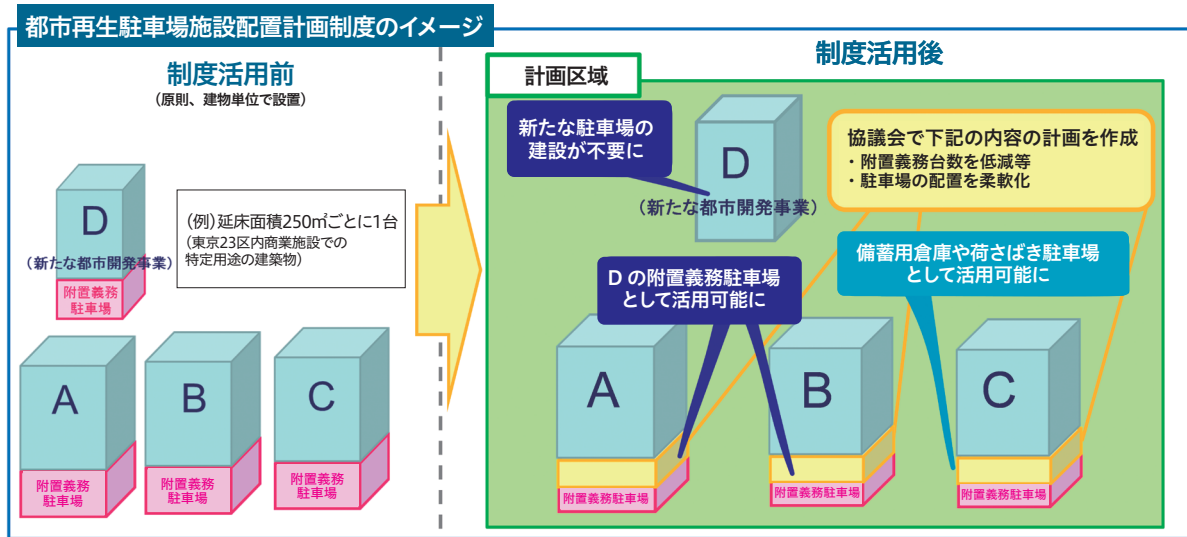 都市再生駐車場施設配置計画制度のイメージ
制度活用前
(原則、建物単位で設置)
D
(新たな都市開発事業)
附置義務
駐車場
(例)延床面積250㎡ごとに1台
(東京23区内商業施設での
特定用途の建築物)
A
附置義務
駐車場
B
附置義務
駐車場
C
附置義務
駐車場
制度活用後
計画区域
新たな駐車場の
建設が不要に
D
(新たな都市開発事業)
協議会で下記の内容の計画を作成
・附置義務台数を低減等
・駐車場の配置を柔軟化
D の附置義務駐車場
として活用可能に
備蓄用倉庫や荷さばき駐車場
として活用可能に
A
附置義務駐車場
B
附置義務駐車場
C
附置義務駐車場